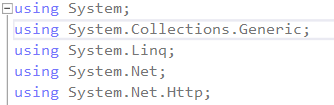 using System;
using System.Collections.Generic;
using System.Linq;
using System.Net;
using System.Net.Http;